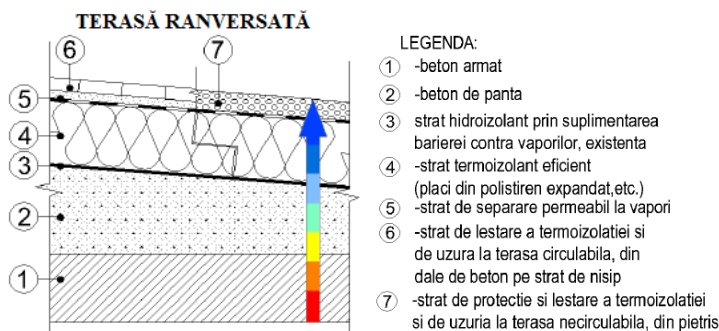 TERASĂ RANVERSATĂ
6
7
5
4
3
2
1
LEGENDA:
1 -beton armat
2 -beton de panta
3 strat hidroizolant prin suplimentarea
barierei contra vaporilor, existenta
4 -strat termoizolant eficient
(placi din polistiren expandat,etc.)
5 -strat de separare permeabil la vapori
6 -strat de lestare a termoizolatiei si
de uzura la terasa circulabila, din
dale de beton pe strat de nisip
7 -strat de protectie si lestare a termoizolatiei
si de uzuria la terasa necirculabila, din pietris